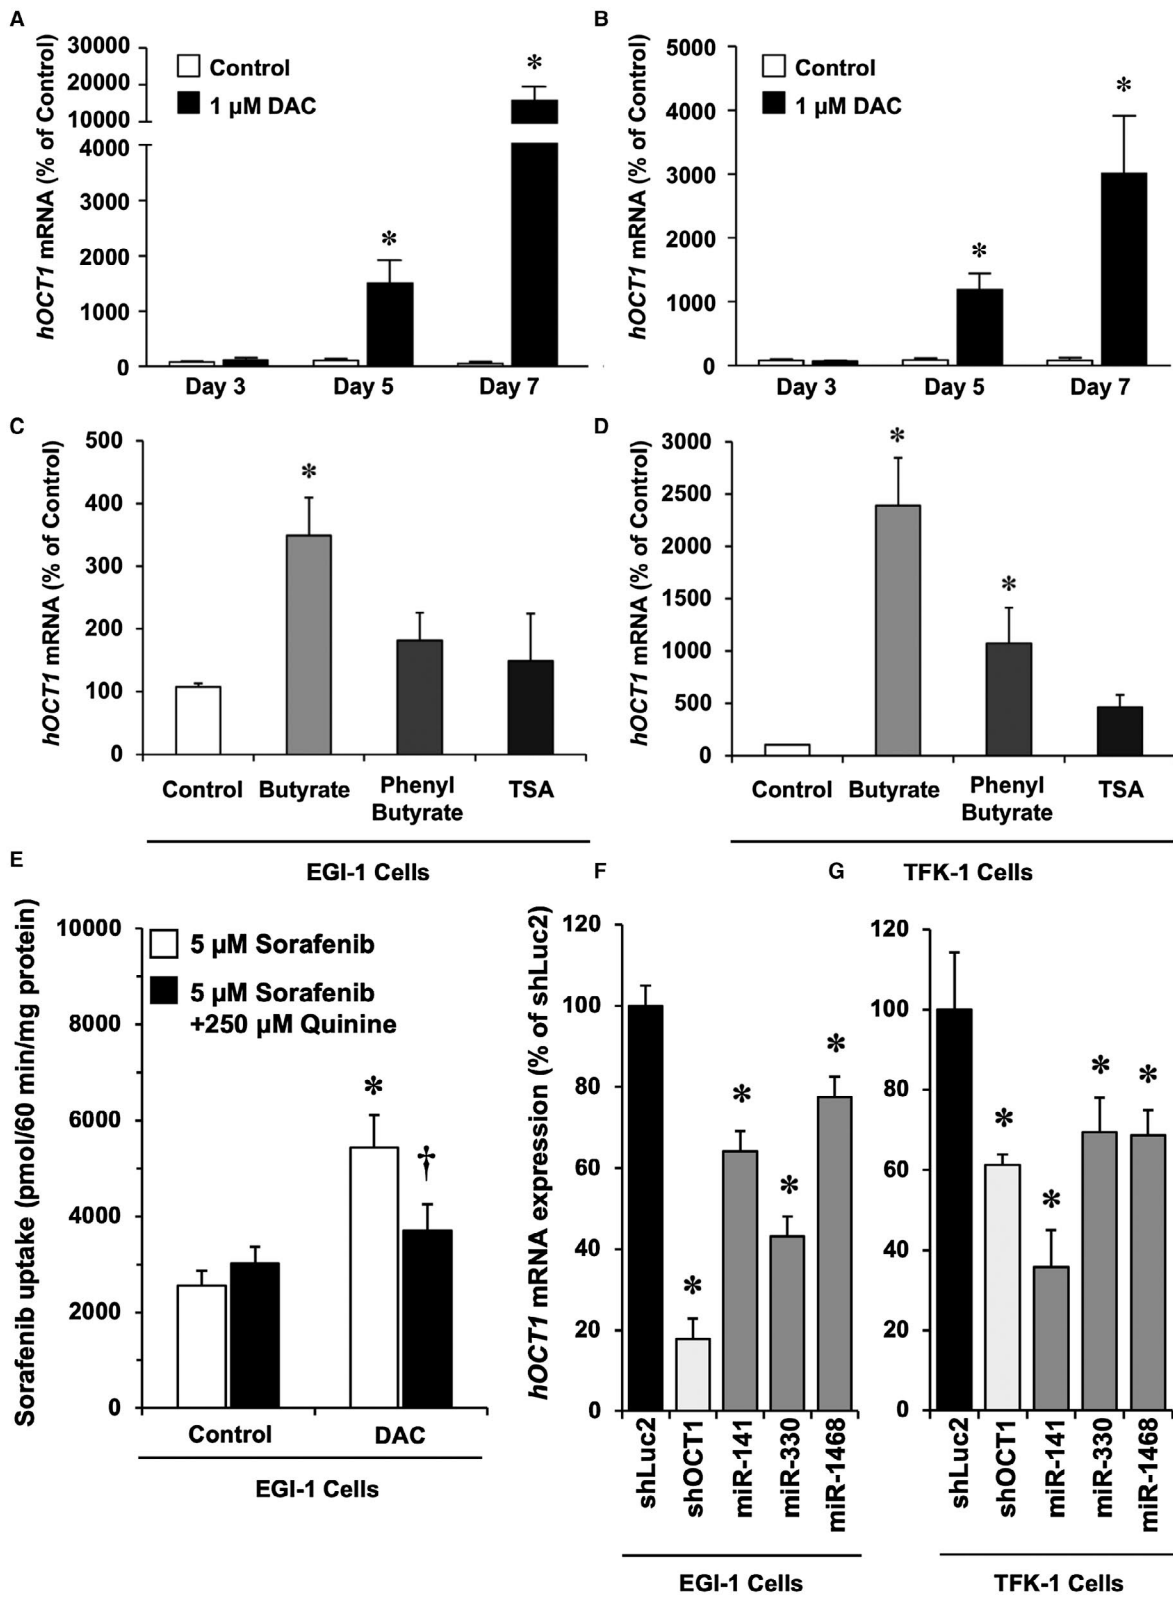 A
hOCT1 mRNA (% of Control)
30000
20000
10000
4000
3000
2000
1000
0
Control
1 µM DAC
*
*
Day 3
Day 5
Day 7
B
hOCT1 mRNA (% of Control)
5000
4000
3000
2000
1000
0
Control
1 µM DAC
*
*
Day 3
Day 5
Day 7
C
hOCT1 mRNA (% of Control)
500
400
300
200
100
0
*
Control
Butyrate
Phenyl
Butyrate
TSA
EGI-1 Cells
D
hOCT1 mRNA (% of Control)
3000
2500
2000
1500
1000
500
0
*
*
Control
Butyrate
Phenyl
Butyrate
TSA
TFK-1 Cells
E
Sorafenib uptake (pmol/60 min/mg protein)
10000
8000
6000
4000
2000
0
5 µM Sorafenib
5 µM Sorafenib
+250 µM Quinine
*
†
Control
DAC
EGI-1 Cells
F
hOCT1 mRNA expression (% of shLuc2)
120
100
80
60
40
20
0
*
*
*
*
shLuc2
shOCT1
miR-141
miR-330
miR-1468
EGI-1 Cells
G
120
100
80
60
40
20
0
*
*
*
*
shLuc2
shOCT1
miR-141
miR-330
miR-1468
TFK-1 Cells